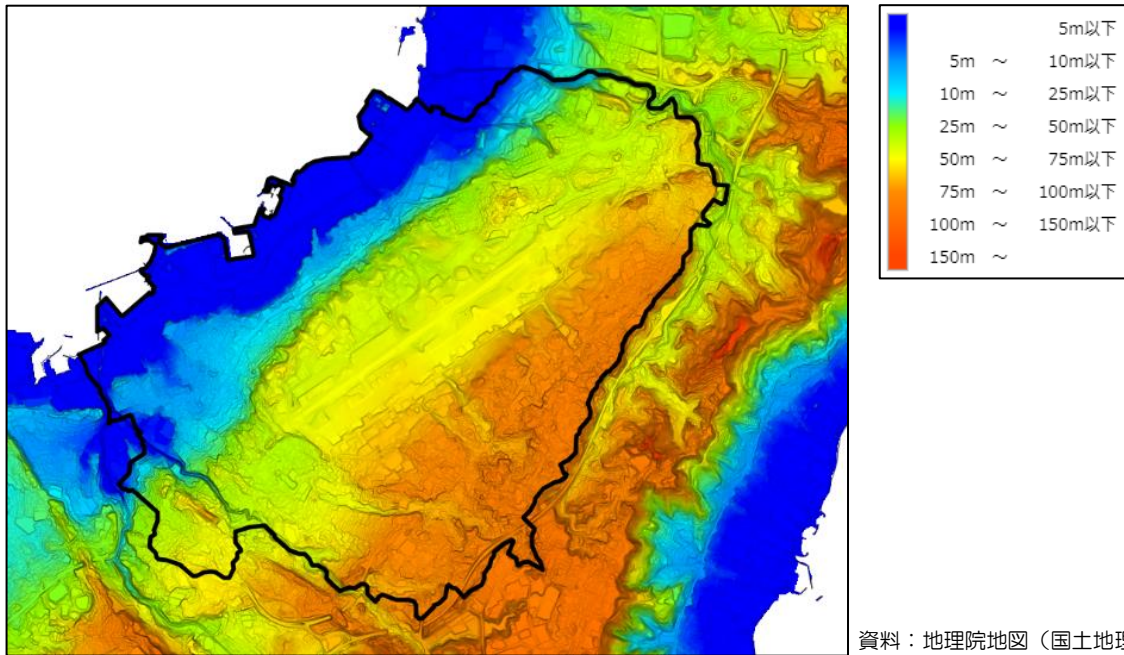 5m以下
5m ～ 10m以下
10m ～ 25m以下
25m ～ 50m以下
50m ～ 75m以下
75m ～ 100m以下
100m ～ 150m以下
150m ～
資料：地理院地図（国土地理